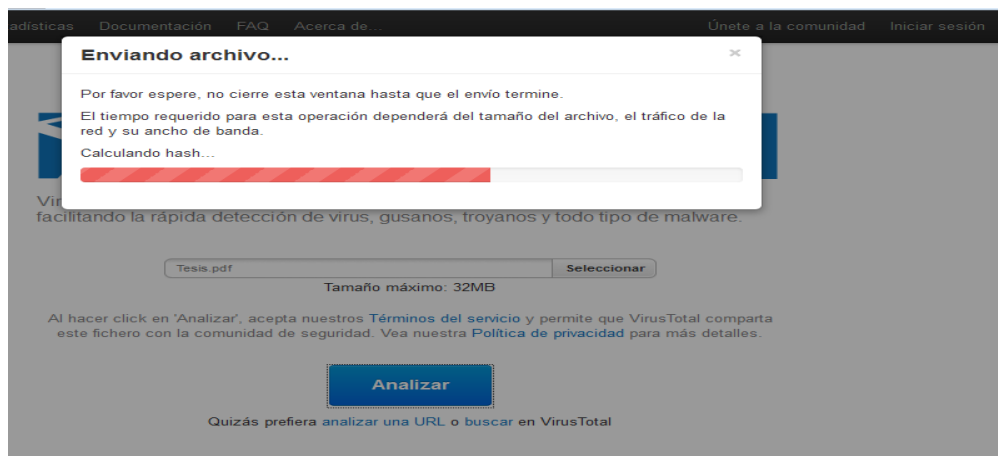 Documentación FAQ Acerca de... Únete a la comunidad Iniciar sesión
Enviando archivo... ×
Por favor espere, no cierre esta ventana hasta que el envío termine.
El tiempo requerido para esta operación dependerá del tamaño del archivo, el tráfico de la
red y su ancho de banda.
Calculando hash...
facilitando la rápida detección de virus, gusanos, troyanos y todo tipo de malware.
Tesis.pdf Seleccionar
Tamaño máximo: 32MB
Al hacer click en 'Analizar', acepta nuestros Términos del servicio y permite que VirusTotal comparta
este fichero con la comunidad de seguridad. Vea nuestra Política de privacidad para más detalles.
Analizar
Quizás prefiera analizar una URL o buscar en VirusTotal